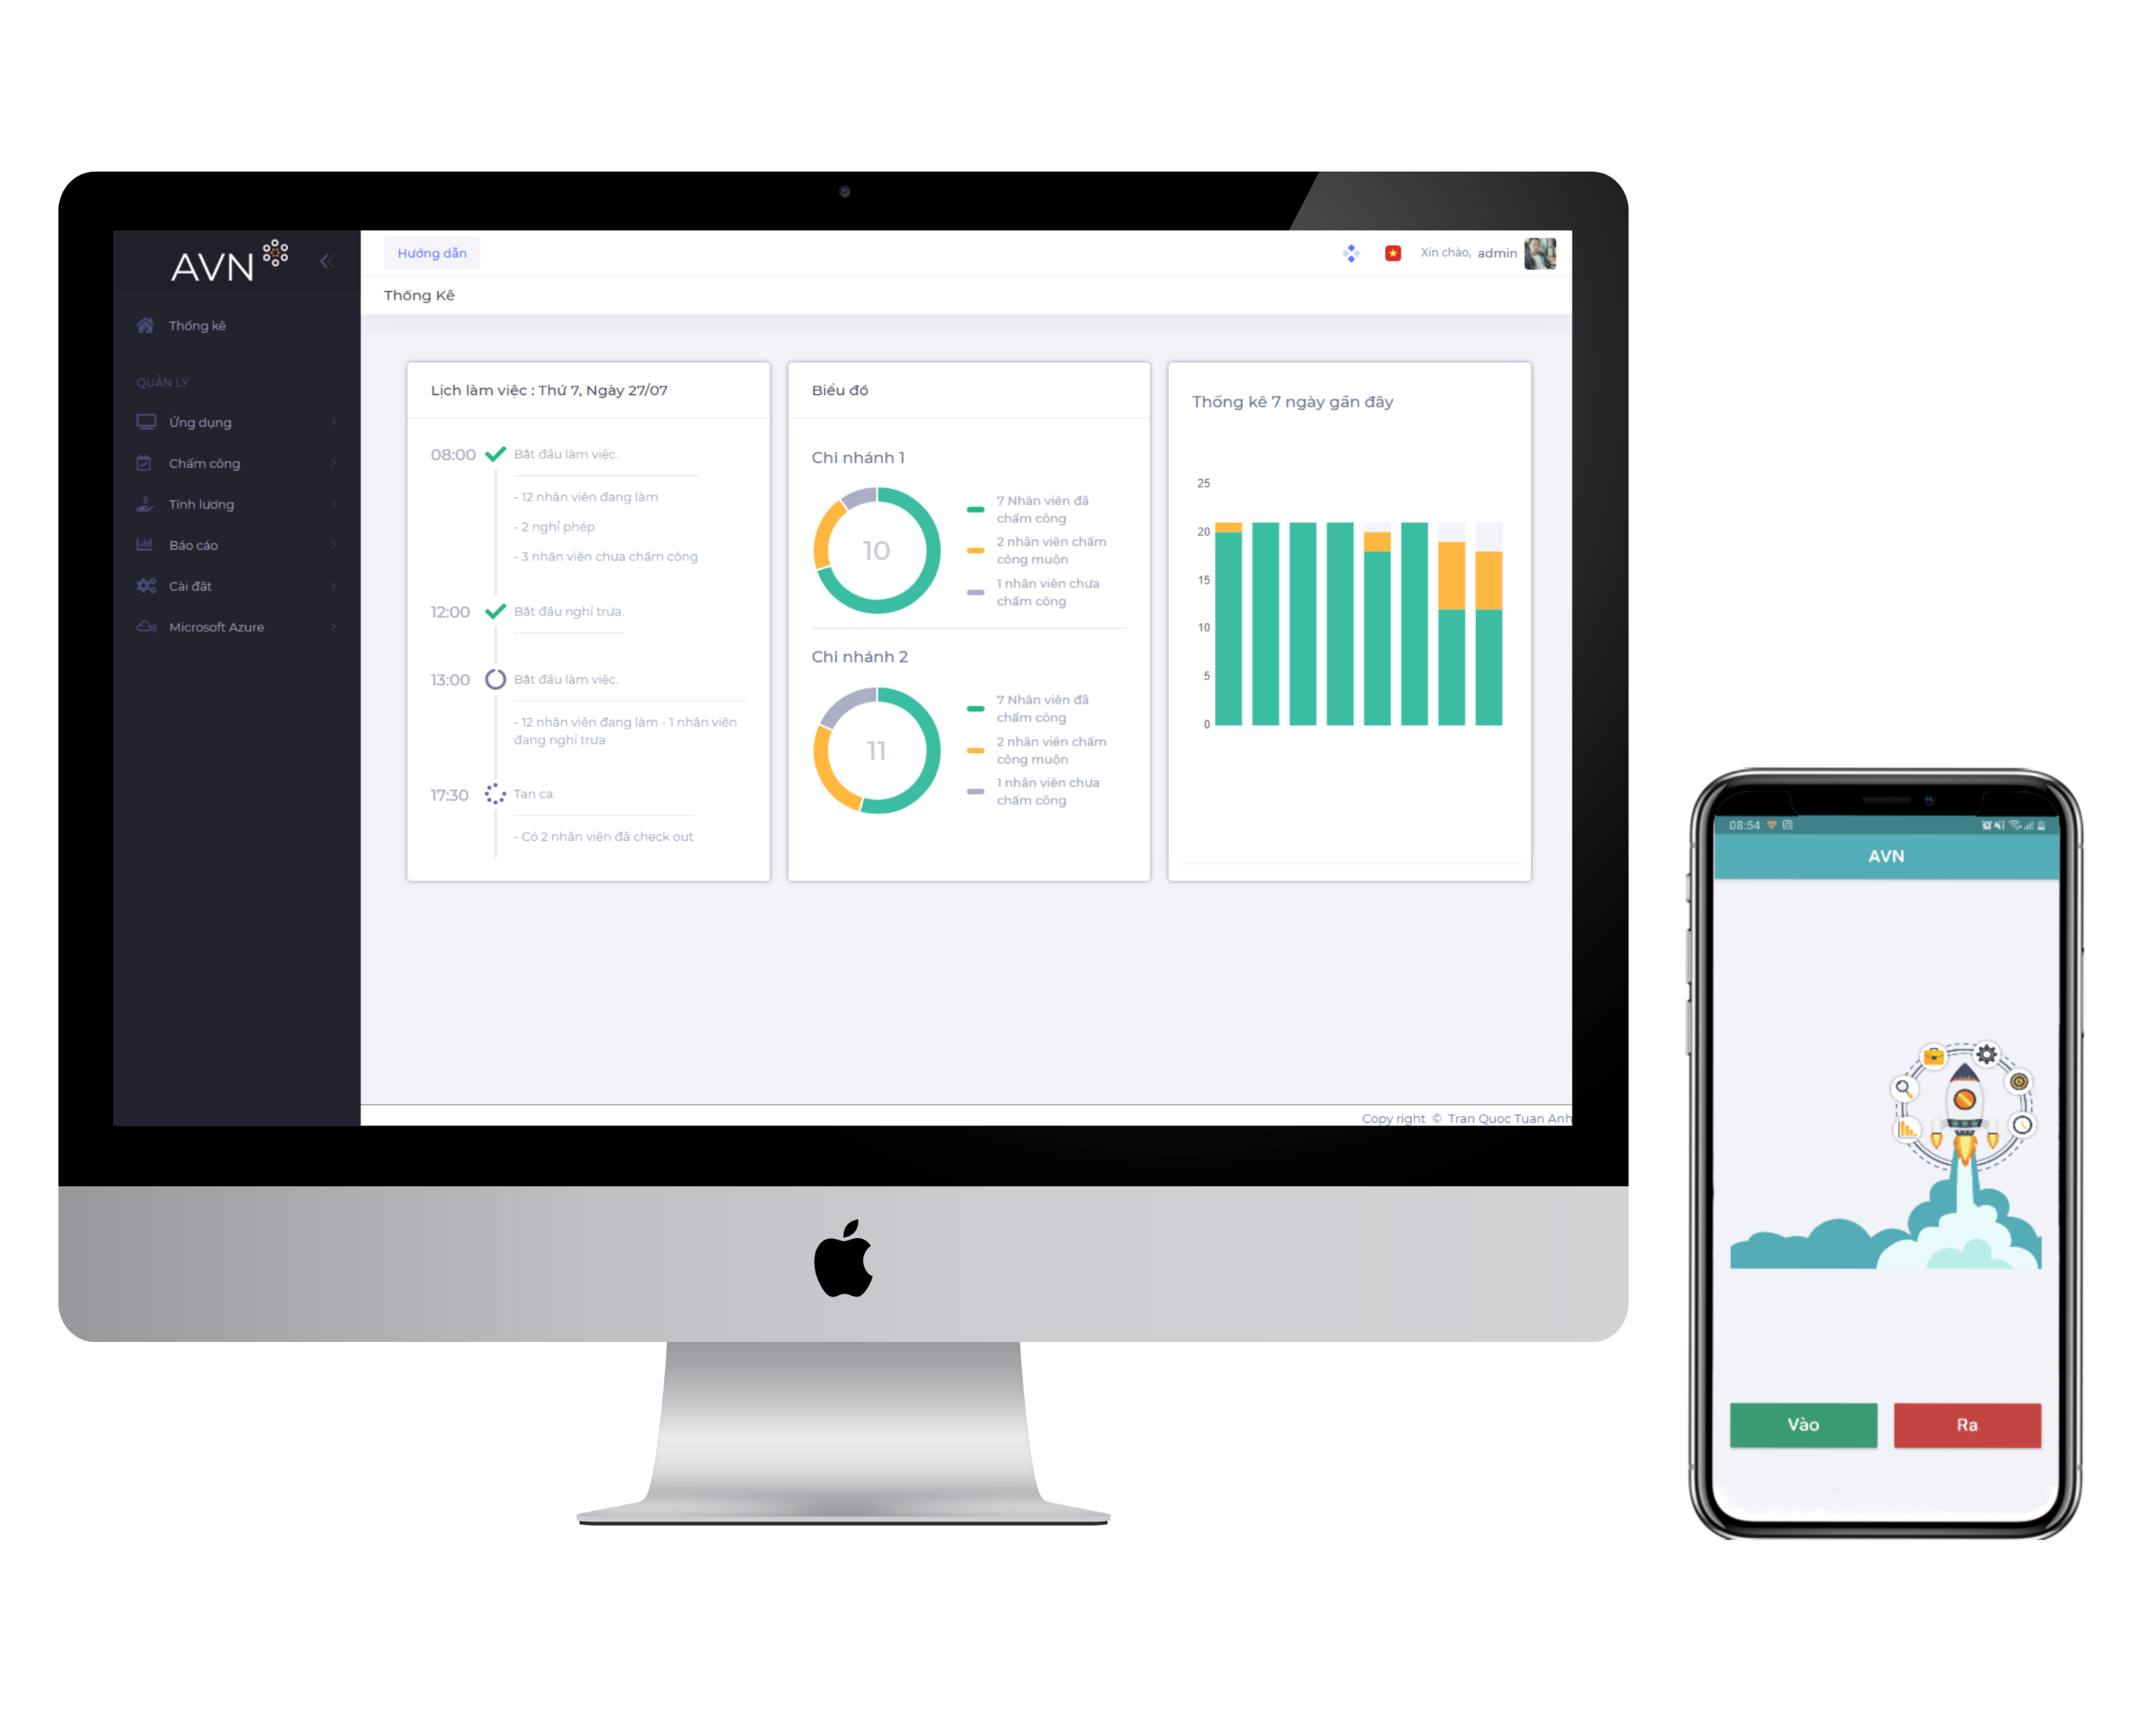 AVN
Hướng dẫn
Xin chào, admin
Thống Kê
Thống kê
QUẢN LÝ
Ứng dụng
Chấm công
Tính lương
Báo cáo
Cài đặt
Microsoft Azure
Lịch làm việc : Thứ 7, Ngày 27/07
08:00
Bắt đầu làm việc.
- 12 nhân viên đang làm
- 2 nghỉ phép
- 3 nhân viên chưa chấm công
12:00
Bắt đầu nghỉ trưa.
13:00
Bắt đầu làm việc.
- 12 nhân viên đang làm - 1 nhân viên
đang nghỉ trưa
17:30
Tan ca.
- Có 2 nhân viên đã check out
Biểu đồ
Chi nhánh 1
10
7 Nhân viên đã
chấm công
2 nhân viên chấm
công muộn
1 nhân viên chưa
chấm công
Chi nhánh 2
11
7 Nhân viên đã
chấm công
2 nhân viên chấm
công muộn
1 nhân viên chưa
chấm công
Thống kê 7 ngày gần đây
25
20
15
10
5
0
Copy right © Tran Quoc Tuan Anh
08:54
AVN
Vào
Ra